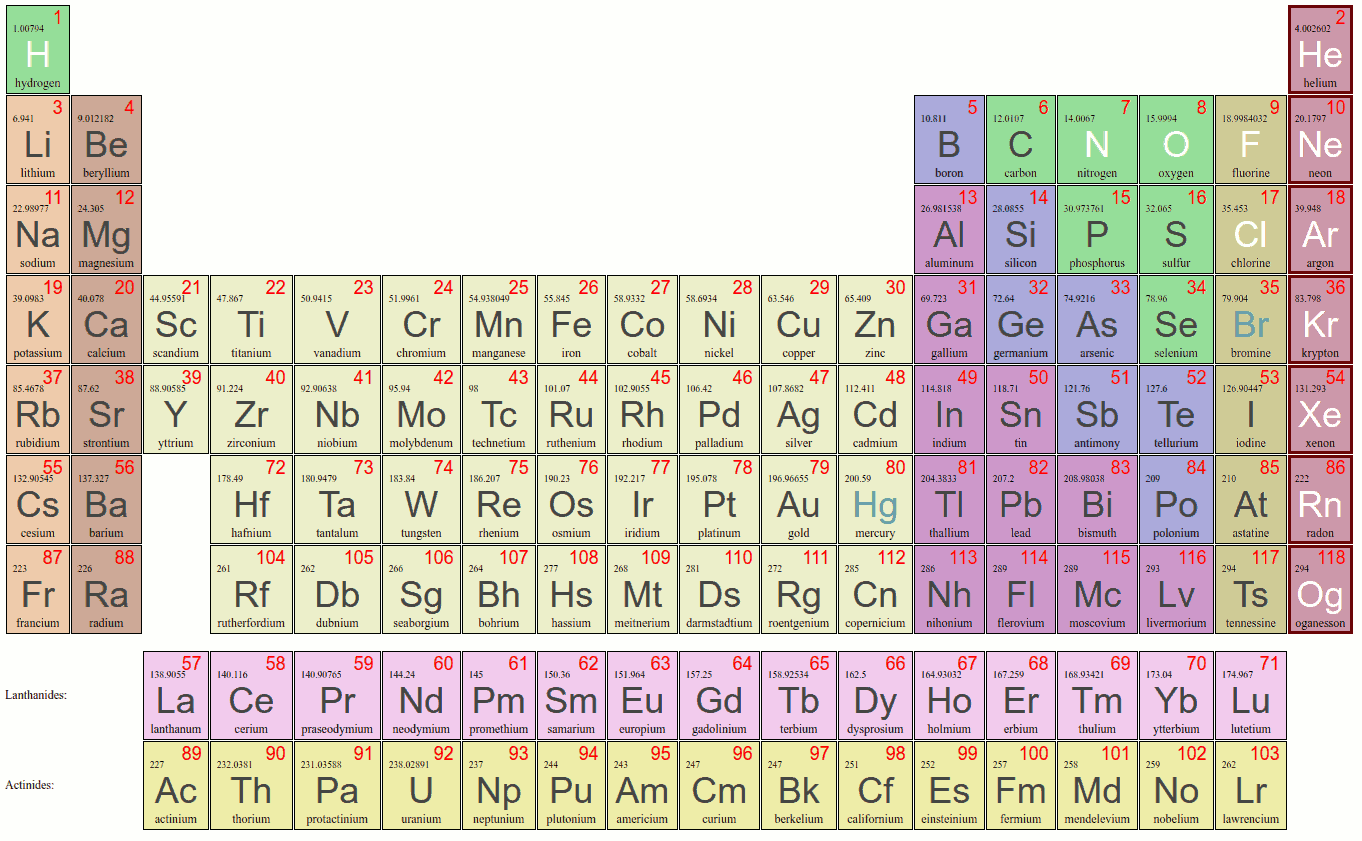 1 2
1.00794 4.002602
H He
hydrogen helium
3 4 5 6 7 8 9 10
6.941 9.012182 10.811 12.0107 14.0067 15.9994 18.9984032 20.1797
Li Be B C N O F Ne
lithium beryllium boron carbon nitrogen oxygen fluorine neon
11 12 13 14 15 16 17 18
22.98977 24.305 26.981538 28.0855 30.973761 32.065 35.453 39.948
Na Mg Al Si P S Cl Ar
sodium magnesium aluminum silicon phosphorus sulfur chlorine argon
19 20 21 22 23 24 25 26 27 28 29 30 31 32 33 34 35 36
39.0983 40.078 44.95591 47.867 50.9415 51.9961 54.938049 55.845 58.9332 58.6934 63.546 65.409 69.723 72.64 74.9216 78.96 79.904 83.798
K Ca Sc Ti V Cr Mn Fe Co Ni Cu Zn Ga Ge As Se Br Kr
potassium calcium scandium titanium vanadium chromium manganese iron cobalt nickel copper zinc gallium germanium arsenic selenium bromine krypton
37 38 39 40 41 42 43 44 45 46 47 48 49 50 51 52 53 54
85.4678 87.62 88.90585 91.224 92.90638 95.94 98 101.07 102.9055 106.42 107.8682 112.411 114.818 118.71 121.76 127.6 126.90447 131.293
Rb Sr Y Zr Nb Mo Tc Ru Rh Pd Ag Cd In Sn Sb Te I Xe
rubidium strontium yttrium zirconium niobium molybdenum technetium ruthenium rhodium palladium silver cadmium indium tin antimony tellurium iodine xenon
55 56 72 73 74 75 76 77 78 79 80 81 82 83 84 85 86
132.90545 137.327 178.49 180.9479 183.84 186.207 190.23 192.217 195.078 196.96655 200.59 204.3833 207.2 208.98038 209 210 222
Cs Ba Hf Ta W Re Os Ir Pt Au Hg Tl Pb Bi Po At Rn
cesium barium hafnium tantalum tungsten rhenium osmium iridium platinum gold mercury thallium lead bismuth polonium astatine radon
87 88 104 105 106 107 108 109 110 111 112 113 114 115 116 117 118
223 226 261 262 266 264 277 268 281 272 285 286 289 289 293 294 294
Fr Ra Rf Db Sg Bh Hs Mt Ds Rg Cn Nh Fl Mc Lv Ts Og
francium radium rutherfordium dubnium seaborgium bohrium hassium meitnerium darmstadtium roentgenium copernicium nihonium flerovium moscovium livermorium tennessine oganesson
57 58 59 60 61 62 63 64 65 66 67 68 69 70 71
138.9055 140.116 140.90765 144.24 145 150.36 151.964 157.25 158.92534 162.5 164.93032 167.259 168.93421 173.04 174.967
Lanthanides: La Ce Pr Nd Pm Sm Eu Gd Tb Dy Ho Er Tm Yb Lu
lanthanum cerium praseodymium neodymium promethium samarium europium gadolinium terbium dysprosium holmium erbium thulium ytterbium lutetium
89 90 91 92 93 94 95 96 97 98 99 100 101 102 103
227 232.0381 231.03588 238.02891 237 244 243 247 247 251 252 257 258 259 262
Actinides: Ac Th Pa U Np Pu Am Cm Bk Cf Es Fm Md No Lr
actinium thorium protactinium uranium neptunium plutonium americium curium berkelium californium einsteinium fermium mendelevium nobelium lawrencium